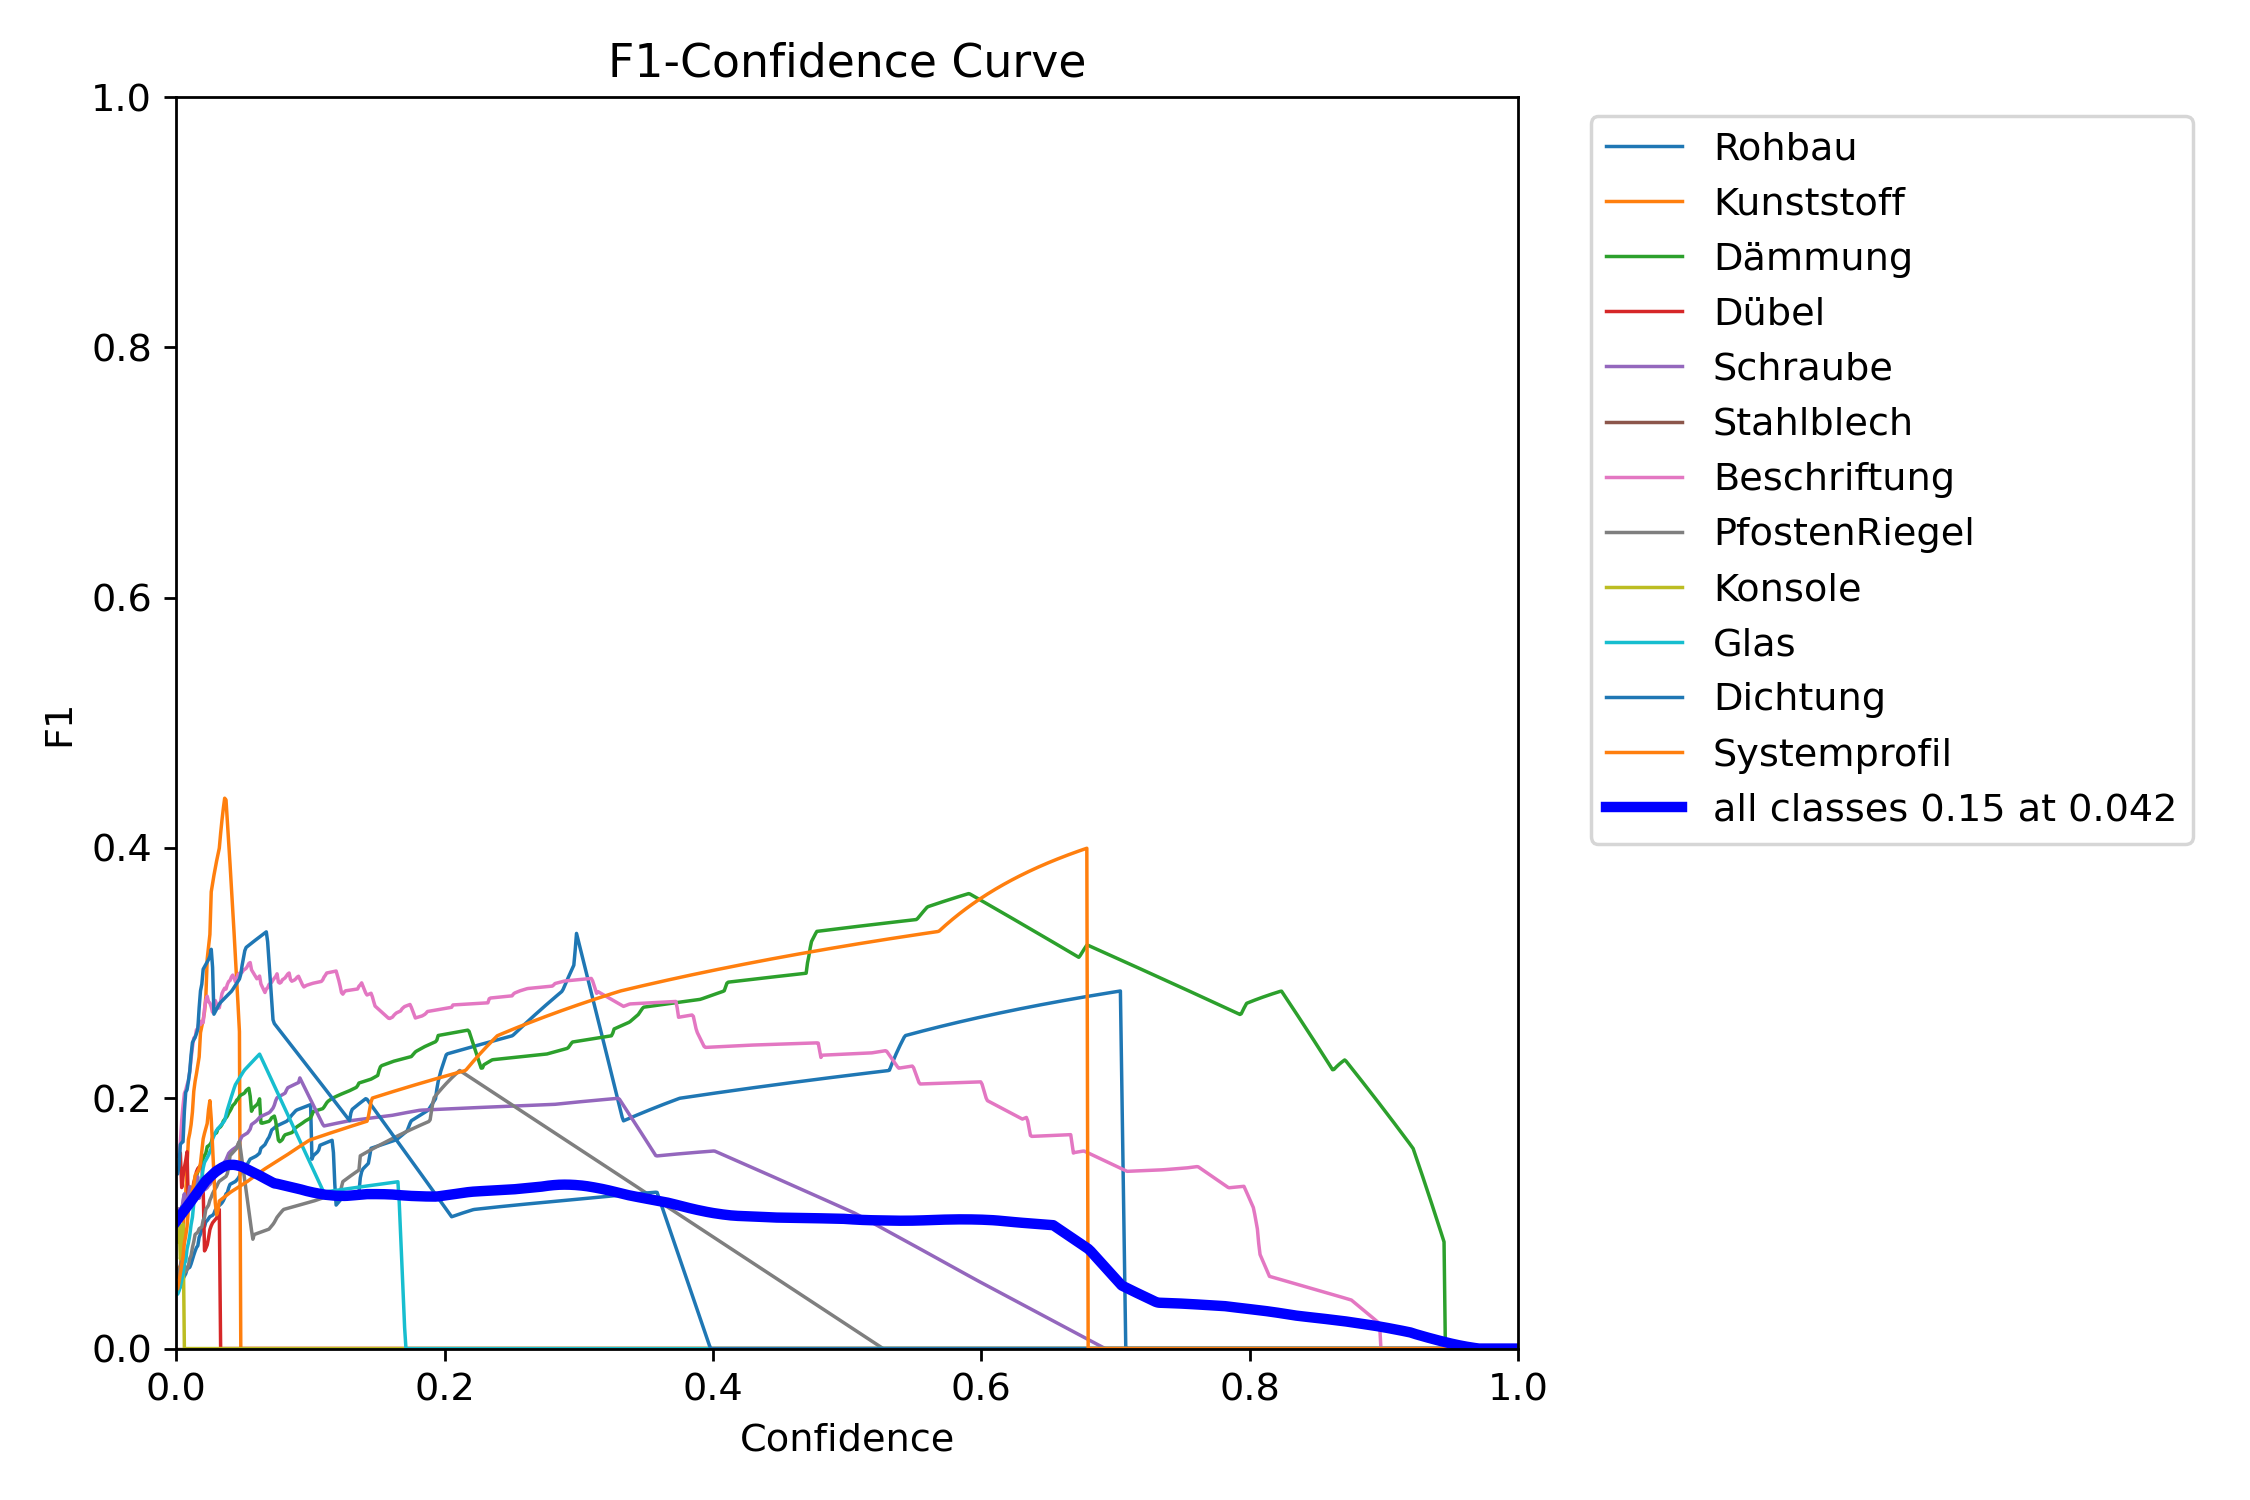 F1-Confidence Curve
1.0
0.8
0.6
0.4
0.2
0.0
F1
0.0 0.2 0.4 0.6 0.8 1.0
Confidence
Rohbau
Kunststoff
Dämmung
Dübel
Schraube
Stahlblech
Beschriftung
PfostenRiegel
Konsole
Glas
Dichtung
Systemprofil
all classes 0.15 at 0.042